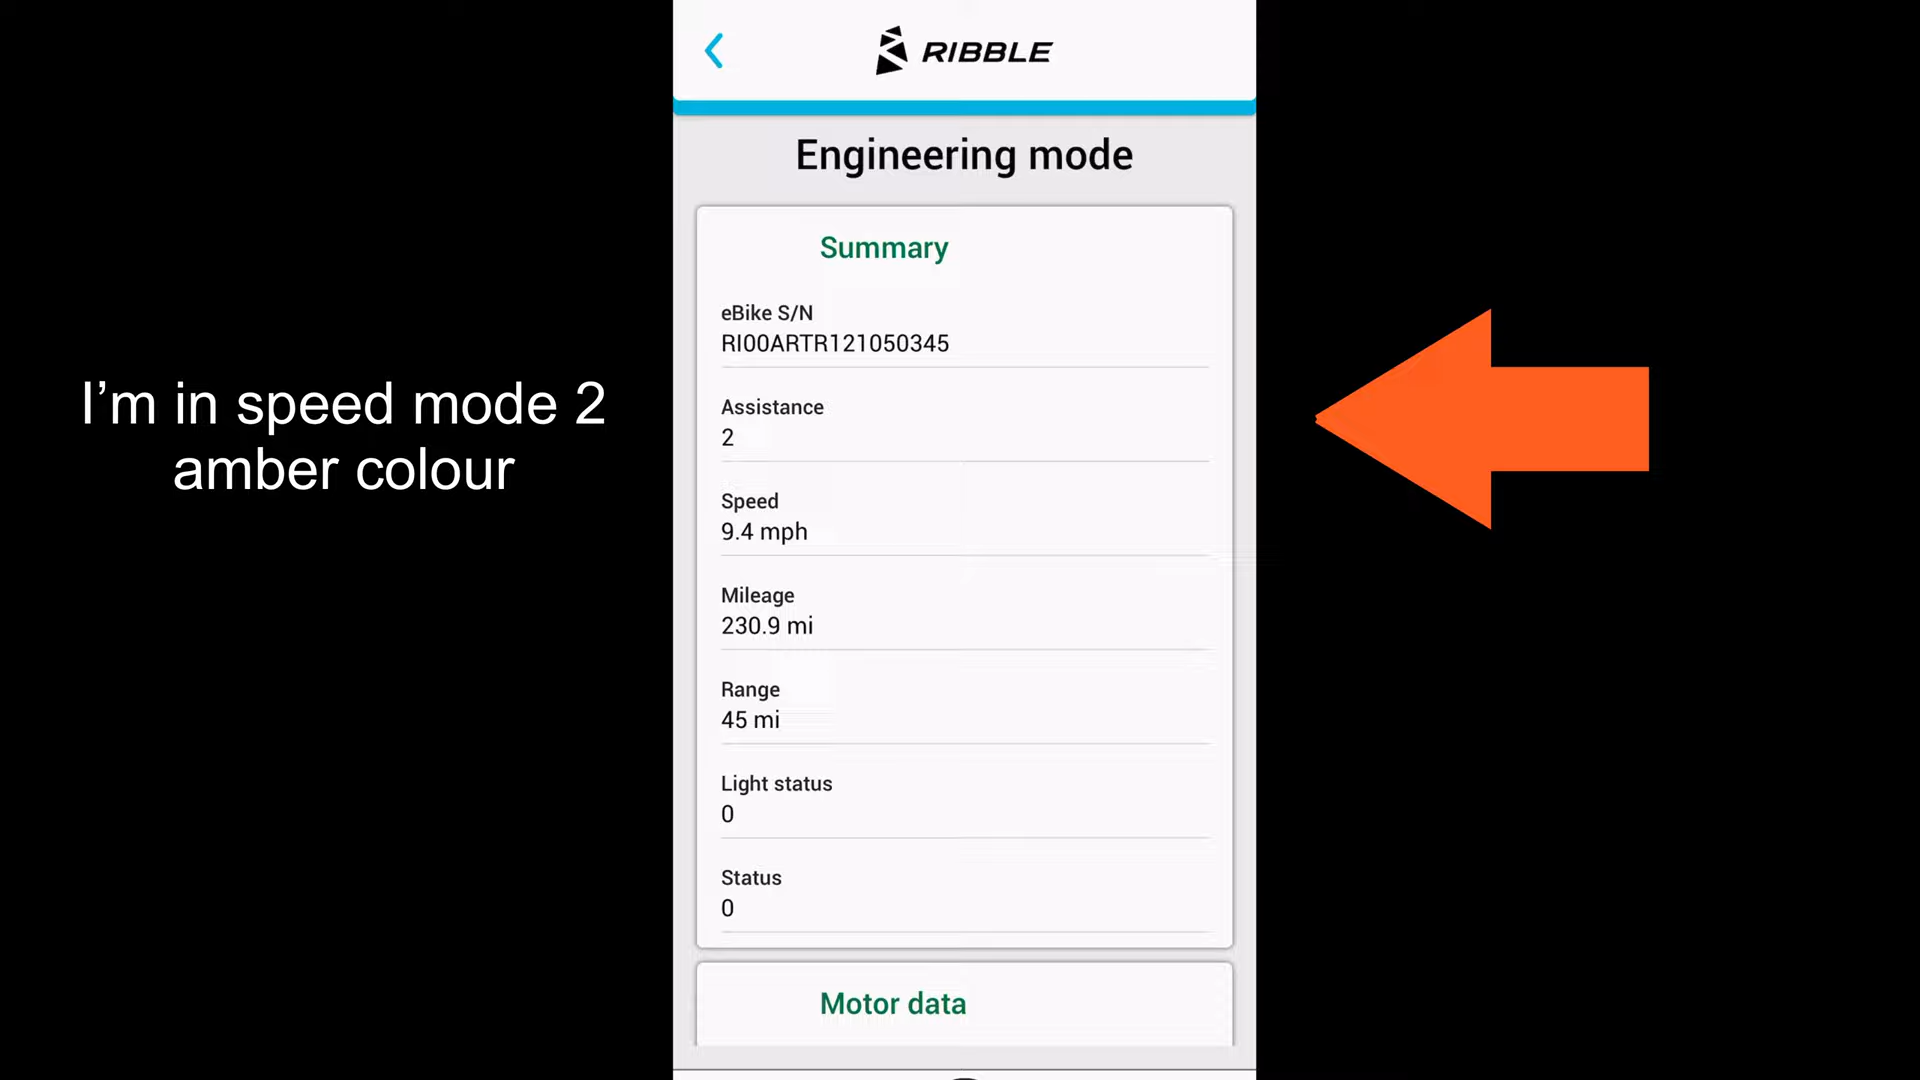 RIBBLE
Engineering mode
Summary
eBike S/N
RI00ARTR121050345
Assistance
2
Speed
9.4 mph
Mileage
230.9 mi
Range
45 mi
Light status
0
Status
0
Motor data
I’m in speed mode 2
amber colour